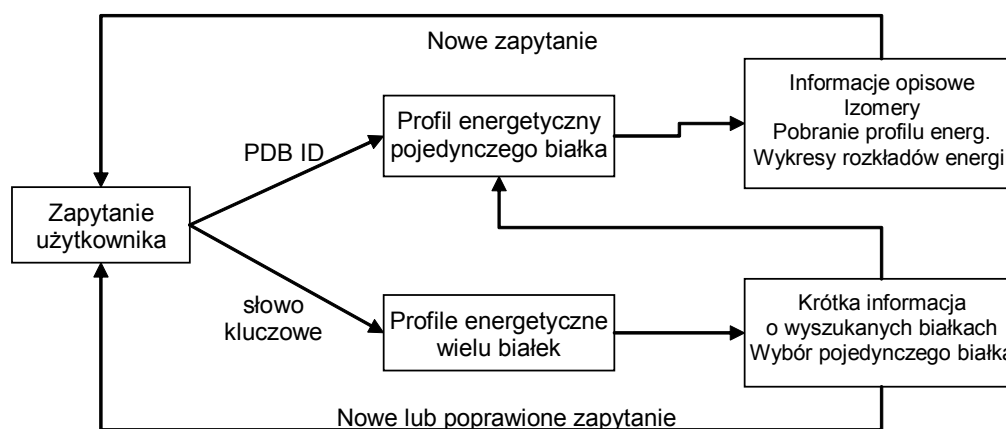 Nowe zapytanie
Informacje opisowe
Izomery
Pobranie profilu energ.
Wykresy rozkładów energi
Profil energetyczny
pojedynczego białka
PDB ID
Zapytanie
użytkownika
słowo
kluczowe
Profile energetyczne
wielu białek
Krótka informacja
o wyszukanych białkach
Wybór pojedynczego białka
Nowe lub poprawione zapytanie